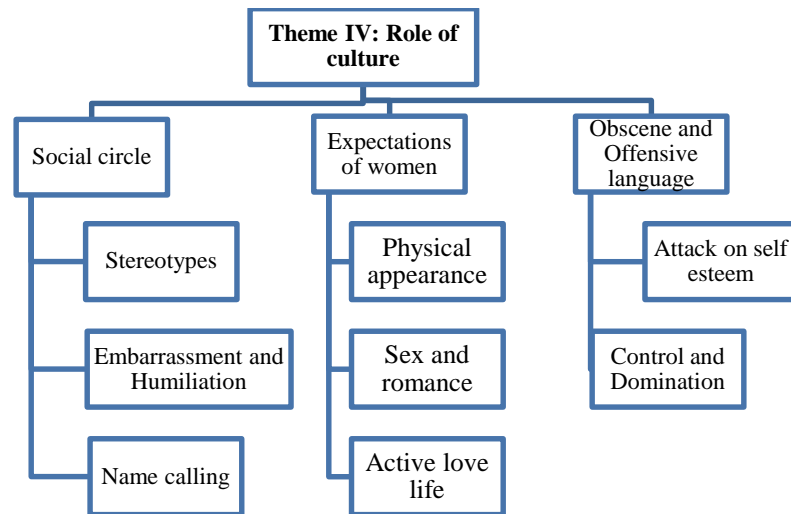 Theme IV: Role of
culture
Social circle
Stereotypes
Embarrassment and
Humiliation
Name calling
Expectations
of women
Physical
appearance
Sex and
romance
Active love
life
Obscene and
Offensive
language
Attack on self
esteem
Control and
Domination